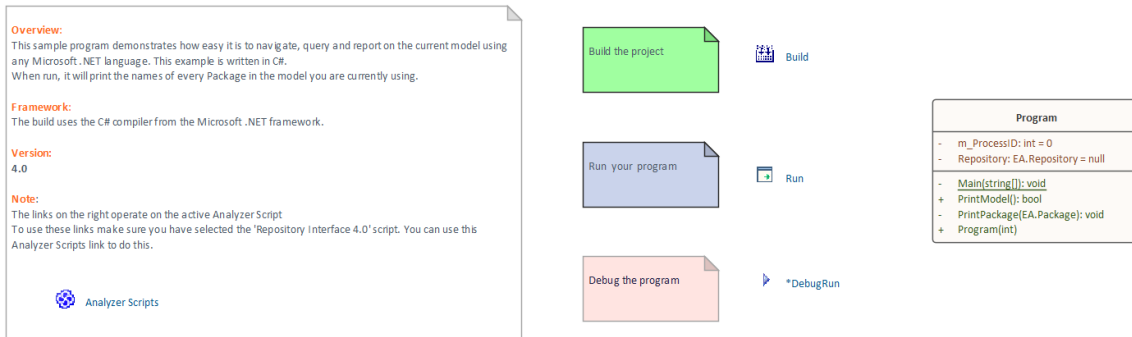 Overview:
This sample program demonstrates how easy it is to navigate, query and report on the current model using
any Microsoft .NET language. This example is written in C#.
When run, it will print the names of every Package in the model you are currently using.
Framework:
The build uses the C# compiler from the Microsoft .NET framework.
Version:
4.0
Note:
The links on the right operate on the active Analyzer Script
To use these links make sure you have selected the 'Repository Interface 4.0' script. You can use this
Analyzer Scripts link to do this.
Analyzer Scripts
Build the project
Build
Run your program
Run
Debug the program
*DebugRun
Program
- m_ProcessID: int = 0
- Repository: EA.Repository = null
- Main(string[]): void
+ PrintModel(): bool
- PrintPackage(EA.Package): void
+ Program(int)